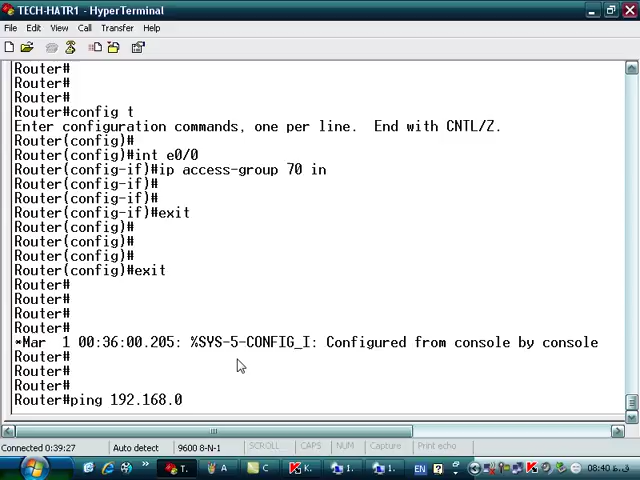 TECH-HATR1 - HyperTerminal
File Edit View Call Transfer Help
Router#
Router#
Router#
Router#config t
Enter configuration commands, one per line.  End with CNTL/Z.
Router(config)#
Router(config)#int e0/0
Router(config-if)#ip access-group 70 in
Router(config-if)#
Router(config-if)#
Router(config-if)#exit
Router(config)#
Router(config)#
Router(config)#
Router(config)#exit
Router#
Router#
Router#
*Mar  1 00:36:00.205: %SYS-5-CONFIG_I: Configured from console by console
Router#
Router#
Router#
Router#ping 192.168.0
Connected 0:39:27 Auto detect 9600 8-N-1 SCROLL CAPS NUM Capture Print echo
T. A C K. 1. 1. EN 08:40